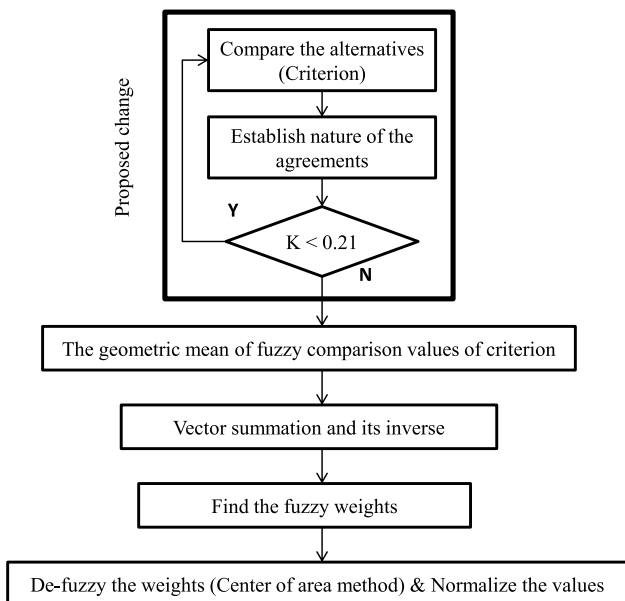 Proposed change
Compare the alternatives
(Criterion)
Establish nature of the
agreements
Y
K < 0.21
N
The geometric mean of fuzzy comparison values of criterion
Vector summation and its inverse
Find the fuzzy weights
De-fuzzy the weights (Center of area method) & Normalize the values